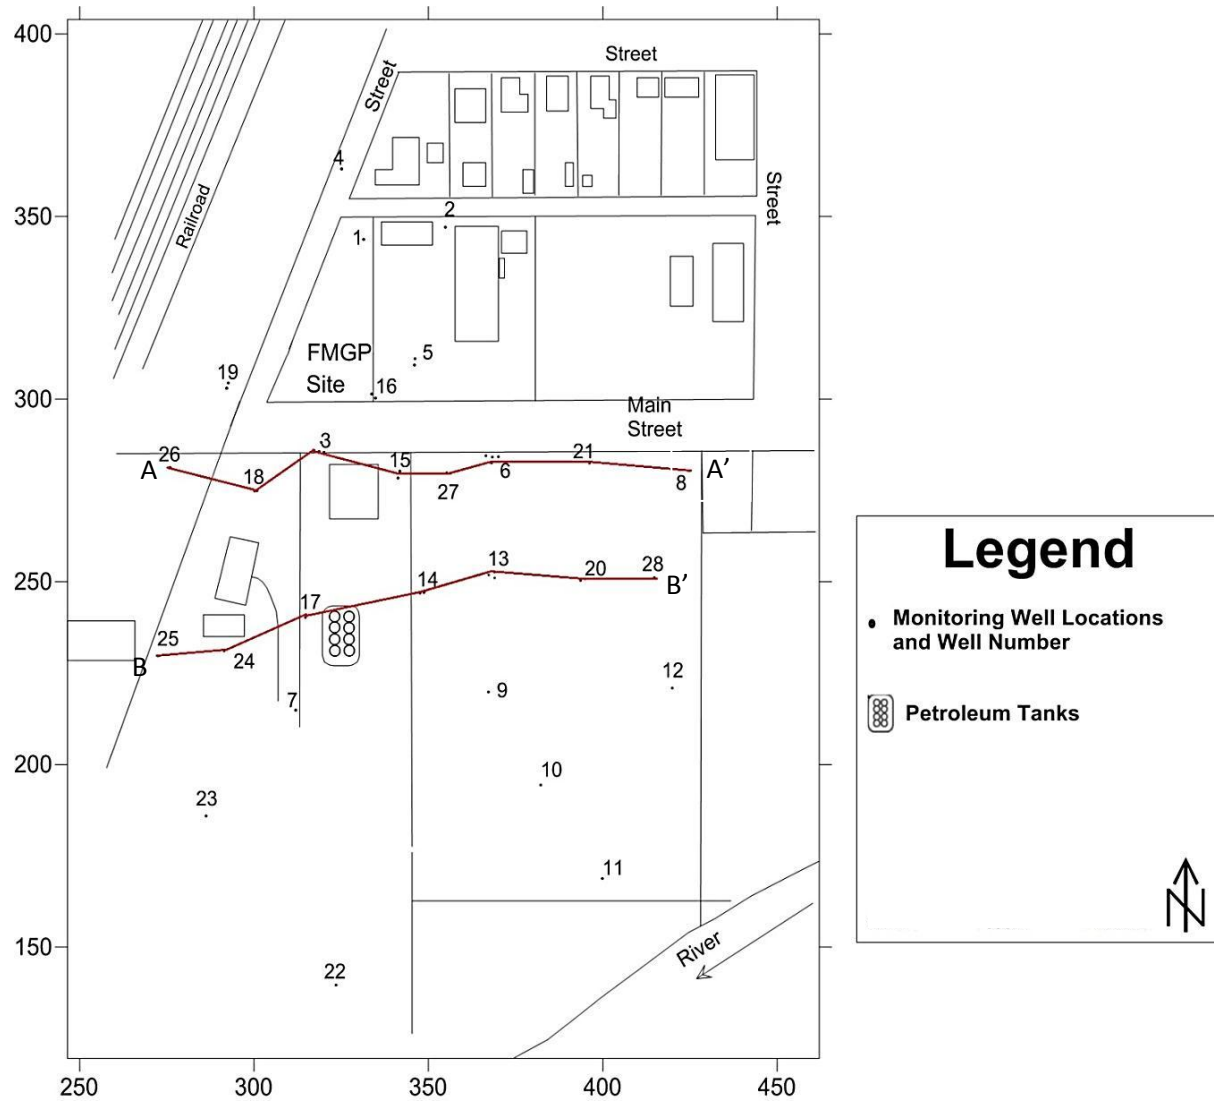 400
350
300
250
200
150
250
300
350
400
450
Street
Street
Street
Railroad
4
2
1
5
FMGP
Site
16
19
Main
Street
A
26
18
3
15
27
6
21
8
A’
B
25
24
17
14
13
20
28
B’
7
9
12
10
23
11
22
River
Legend
Monitoring Well Locations
and Well Number
Petroleum Tanks
N